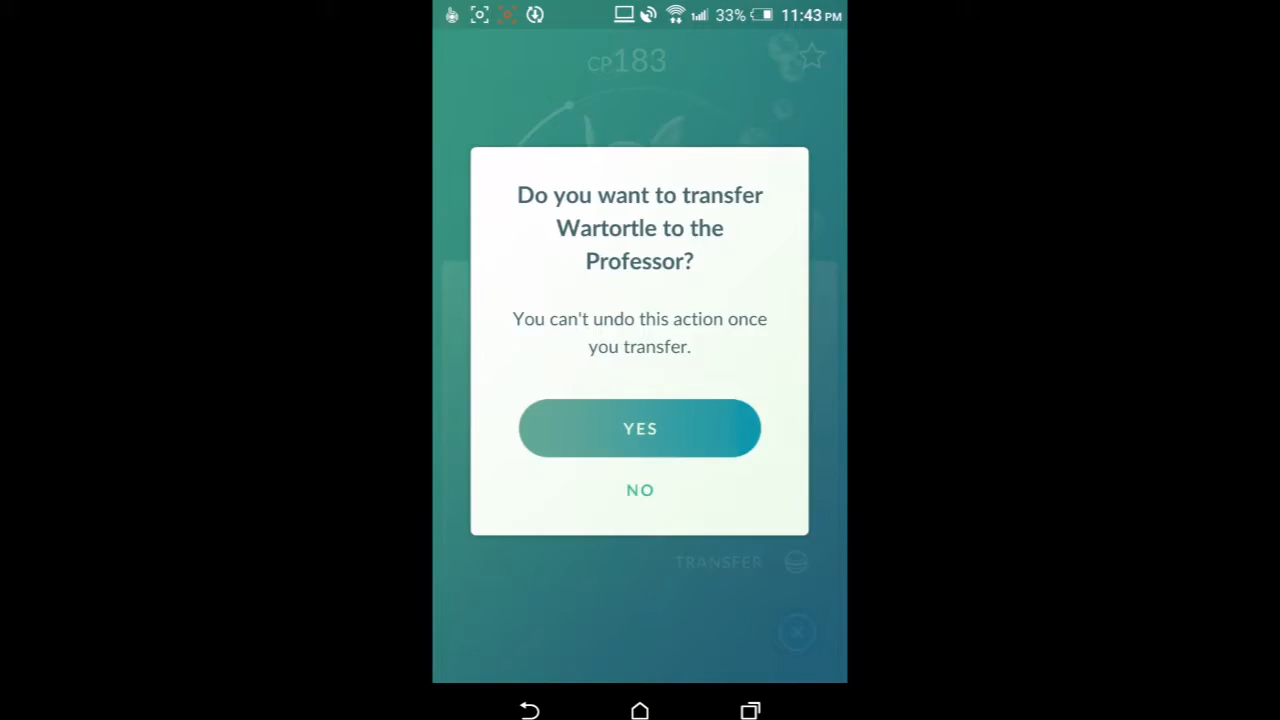 33% 11:43 PM
CP183
Do you want to transfer
Wartortle to the
Professor?
You can't undo this action once
you transfer.
YES
NO
TRANSFER